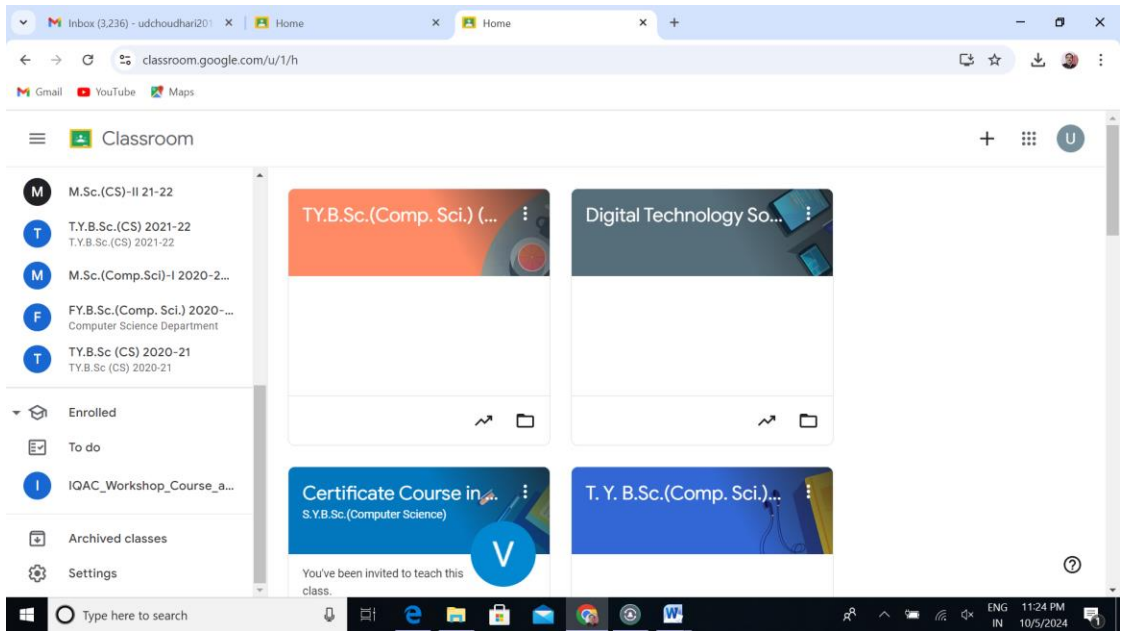 Inbox (3,236) - udchoudhari201
Home
Home
classroom.google.com/u/1/h
Gmail
YouTube
Maps
Classroom
U
M
M.Sc.(CS)-II 21-22
T
T.Y.B.Sc.(CS) 2021-22
T.Y.B.Sc.(CS) 2021-22
M
M.Sc.(Comp.Sci)-I 2020-2...
F
FY.B.Sc.(Comp. Sci.) 2020-...
Computer Science Department
T
TY.B.Sc (CS) 2020-21
TY.B.Sc (CS) 2020-21
Enrolled
To do
I
IQAC_Workshop_Course_a...
Archived classes
Settings
TY.B.Sc.(Comp. Sci.) (...
Digital Technology So...
Certificate Course in ...
S.Y.B.Sc.(Computer Science)
V
You've been invited to teach this
class.
T. Y. B.Sc.(Comp. Sci.)...
Type here to search
ENG
IN
11:24 PM
10/5/2024
1